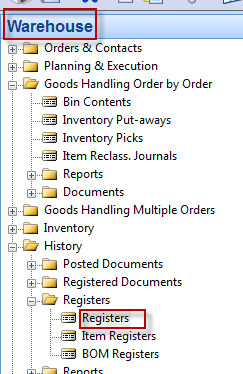 Warehouse
Orders & Contacts
Planning & Execution
Goods Handling Order by Order
Bin Contents
Inventory Put-aways
Inventory Picks
Item Reclass. Journals
Reports
Documents
Goods Handling Multiple Orders
Inventory
History
Posted Documents
Registered Documents
Registers
Registers
Item Registers
BOM Registers
Reports